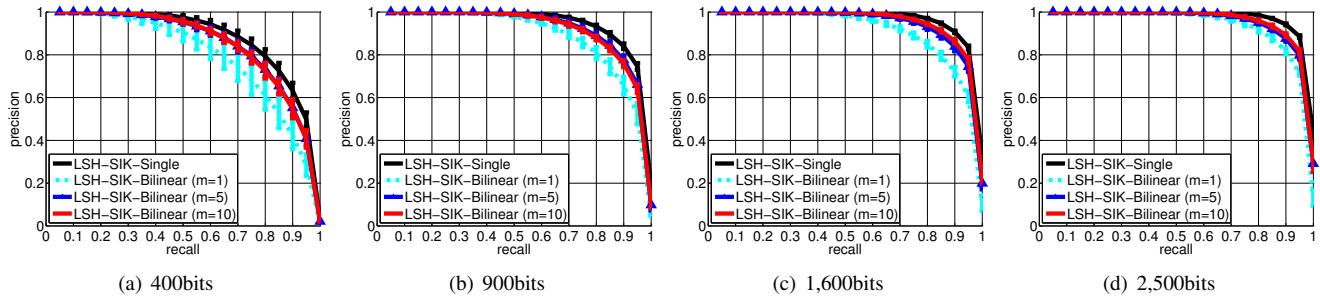 1
0.8
0.6
0.4
0.2
0
precision
LSH−SIK−Single
LSH−SIK−Bilinear (m=1)
LSH−SIK−Bilinear (m=5)
LSH−SIK−Bilinear (m=10)
0 0.1 0.2 0.3 0.4 0.5 0.6 0.7 0.8 0.9 1
recall
(a) 400bits
1
0.8
0.6
0.4
0.2
0
precision
LSH−SIK−Single
LSH−SIK−Bilinear (m=1)
LSH−SIK−Bilinear (m=5)
LSH−SIK−Bilinear (m=10)
0 0.1 0.2 0.3 0.4 0.5 0.6 0.7 0.8 0.9 1
recall
(b) 900bits
1
0.8
0.6
0.4
0.2
0
precision
LSH−SIK−Single
LSH−SIK−Bilinear (m=1)
LSH−SIK−Bilinear (m=5)
LSH−SIK−Bilinear (m=10)
0 0.1 0.2 0.3 0.4 0.5 0.6 0.7 0.8 0.9 1
recall
(c) 1,600bits
1
0.8
0.6
0.4
0.2
0
precision
LSH−SIK−Single
LSH−SIK−Bilinear (m=1)
LSH−SIK−Bilinear (m=5)
LSH−SIK−Bilinear (m=10)
0 0.1 0.2 0.3 0.4 0.5 0.6 0.7 0.8 0.9 1
recall
(d) 2,500bits